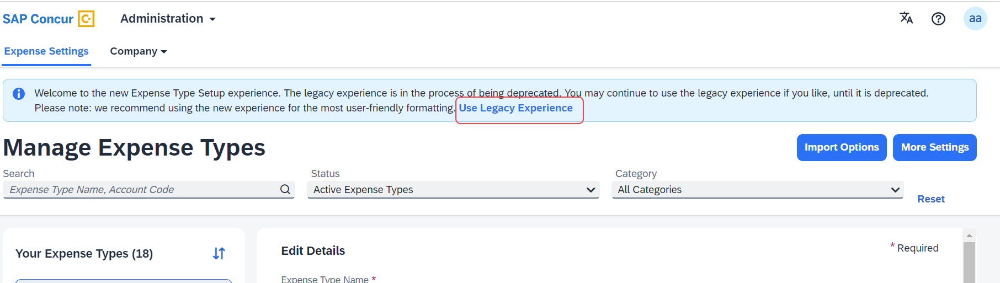 SAP Concur C
Administration
aa
Expense Settings
Company
Welcome to the new Expense Type Setup experience. The legacy experience is in the process of being deprecated. You may continue to use the legacy experience if you like, until it is deprecated.
Please note: we recommend using the new experience for the most user-friendly formatting. Use Legacy Experience
Manage Expense Types
Import Options
More Settings
Search
Status
Category
Expense Type Name, Account Code
Active Expense Types
All Categories
Reset
Your Expense Types (18)
Edit Details
* Required
Expense Type Name *